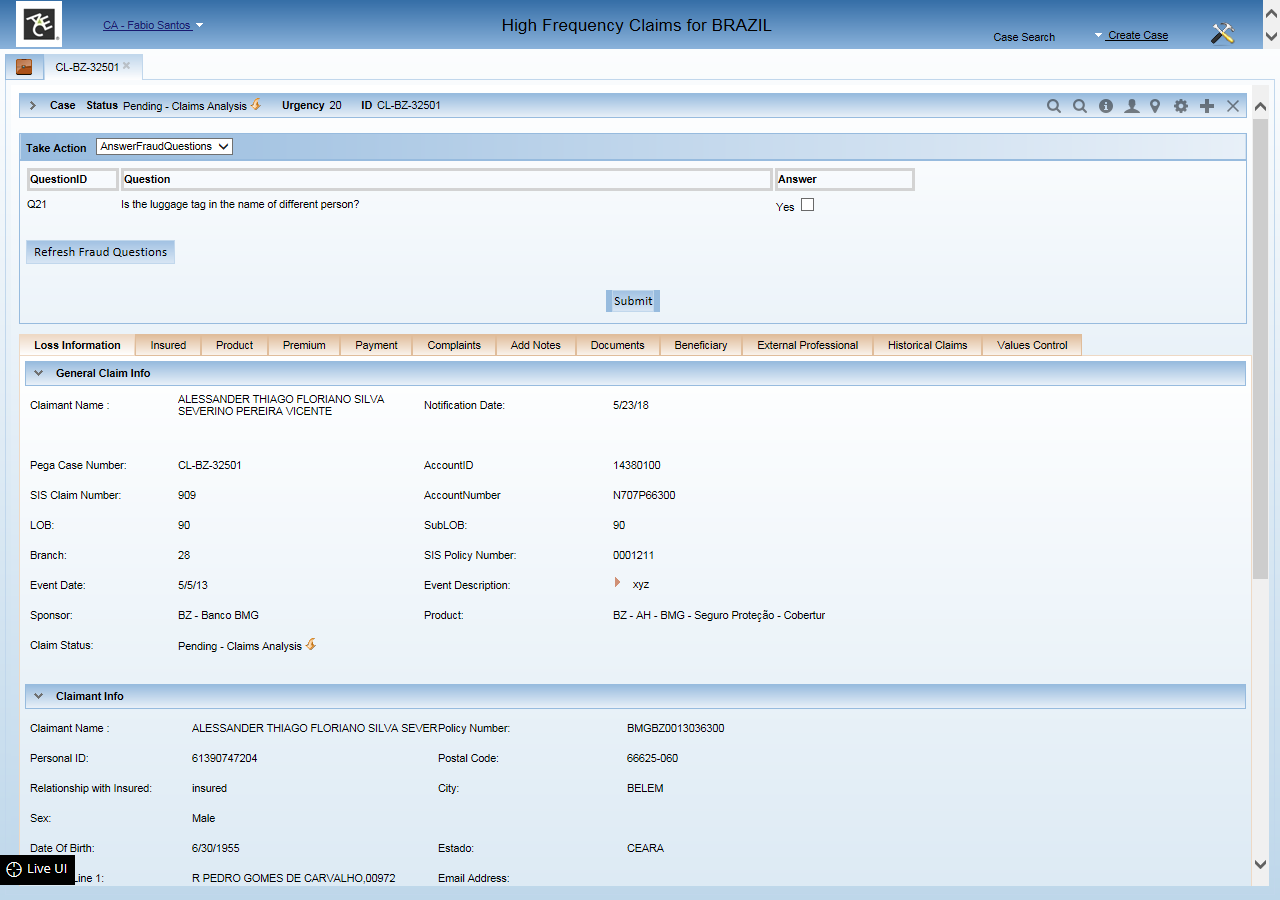 ACE
CA - Fabio Santos
High Frequency Claims for BRAZIL
Case Search
Create Case
CL-BZ-32501
Case Status Pending - Claims Analysis Urgency 20 ID CL-BZ-32501
Take Action AnswerFraudQuestions
QuestionID Question Answer
Q21 Is the luggage tag in the name of different person? Yes
Refresh Fraud Questions
Submit
Loss Information Insured Product Premium Payment Complaints Add Notes Documents Beneficiary External Professional Historical Claims Values Control
General Claim Info
Claimant Name : ALESSANDER THIAGO FLORIANO SILVA Notification Date: 5/23/18
SEVERINO PEREIRA VICENTE
Pega Case Number: CL-BZ-32501 AccountID 14380100
SIS Claim Number: 909 AccountNumber N707P66300
LOB: 90 SubLOB: 90
Branch: 28 SIS Policy Number: 0001211
Event Date: 5/5/13 Event Description: xyz
Sponsor: BZ - Banco BMG Product: BZ - AH - BMG - Seguro Proteção - Cobertur
Claim Status: Pending - Claims Analysis
Claimant Info
Claimant Name : ALESSANDER THIAGO FLORIANO SILVA SEVER Policy Number: BMGBZ0013036300
Personal ID: 61390747204 Postal Code: 66625-060
Relationship with Insured: insured City: BELEM
Sex: Male
Date Of Birth: 6/30/1955 Estado: CEARA
Live UI
Line 1: R PEDRO GOMES DE CARVALHO,00972 Email Address: